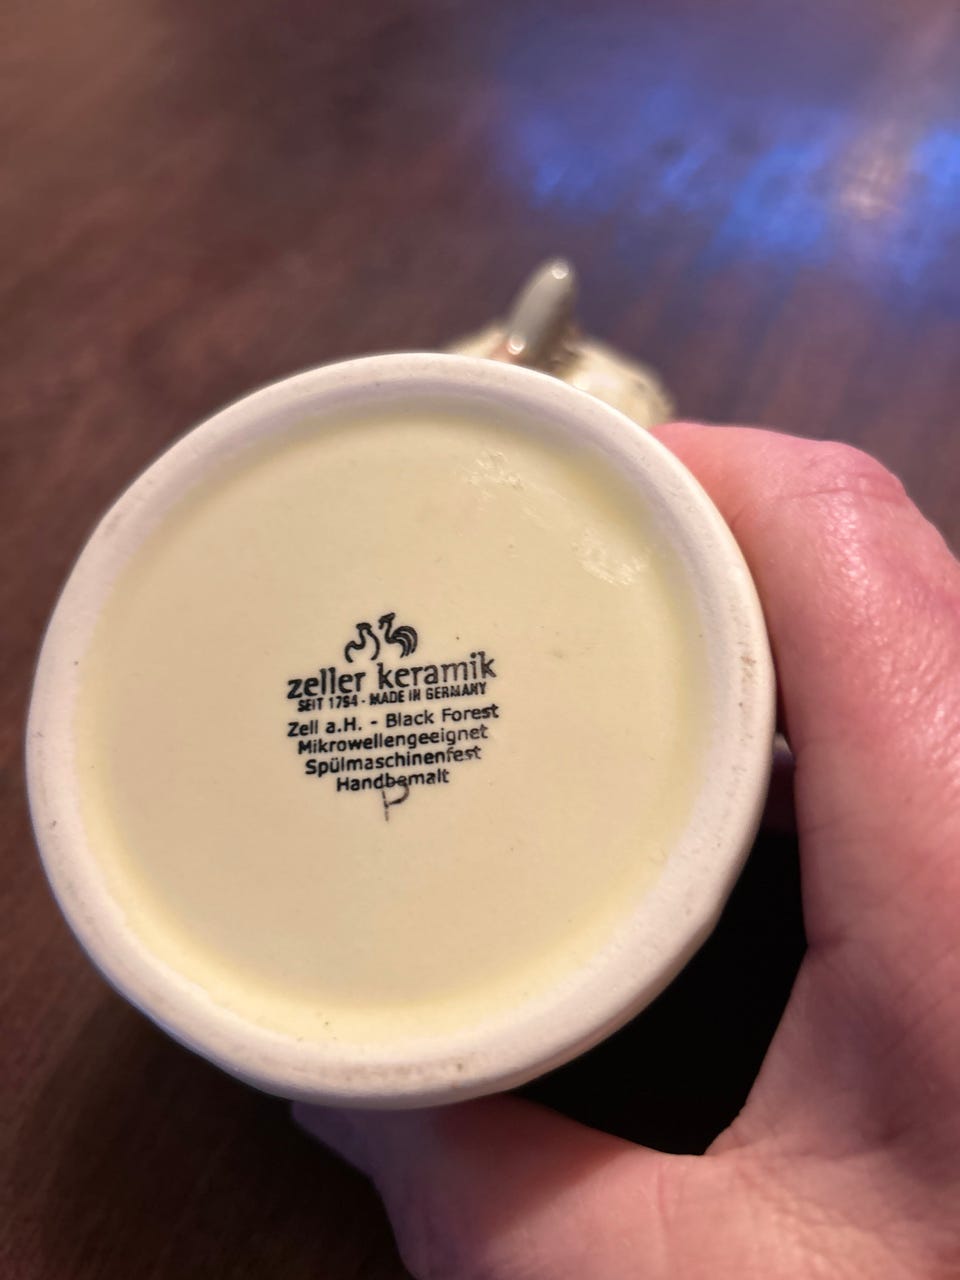 zeller keramik
SEIT 1794 - MADE IN GERMANY
Zell a.H. - Black Forest
Mikrowellengeeignet
Spülmaschinenfest
Handbemalt
P